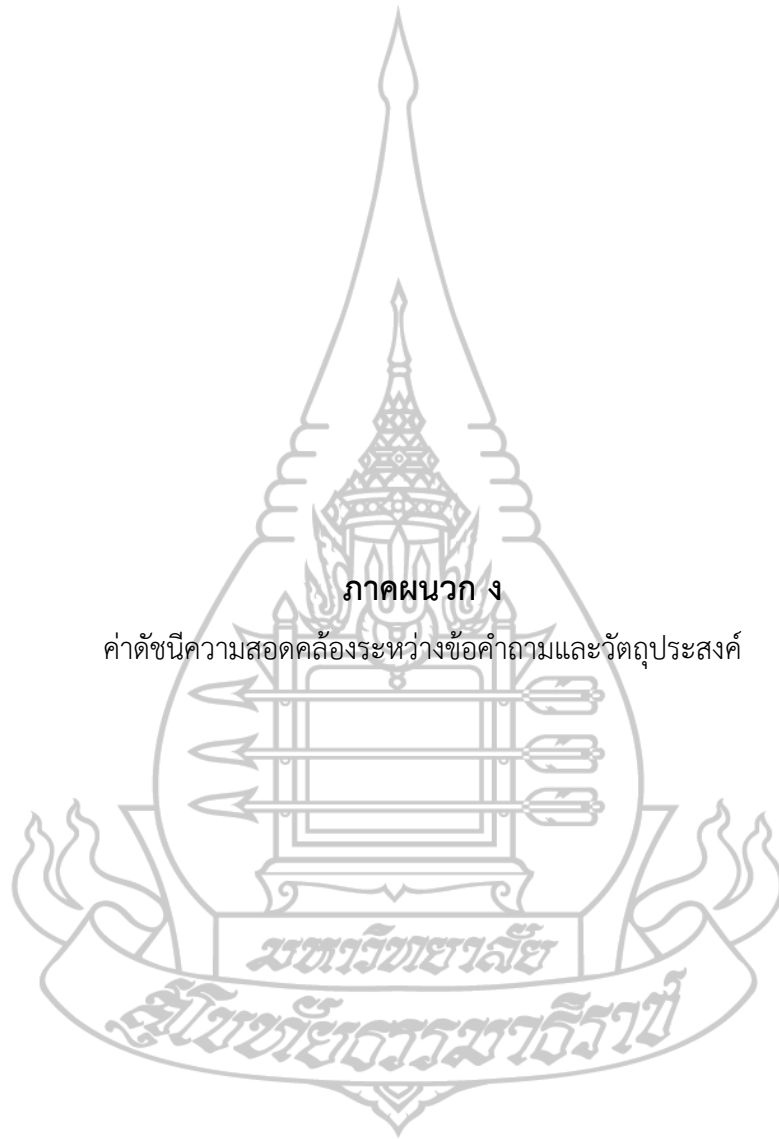 ภาคผนวก ง
ค่าดัชนีความสอดคล้องระหว่างข้อคำถามและวัตถุประสงค์
มหาวิทยาลัย
สุโขทัยธรรมาธิราช